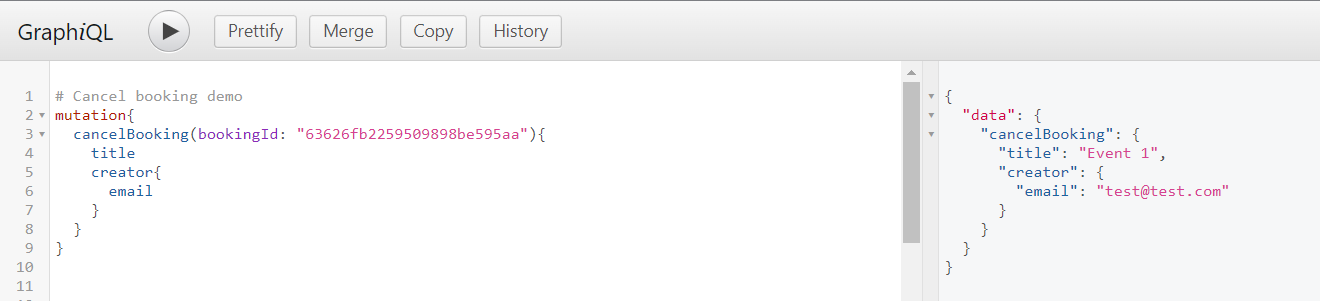 GraphiQL Prettify Merge Copy History
1 # Cancel booking demo
2 mutation{
3 cancelBooking(bookingId: "63626fb2259509898be595aa"){
4 title
5 creator{
6 email
7 }
8 }
9 }
10
11
{
"data": {
"cancelBooking": {
"title": "Event 1",
"creator": {
"email": "test@test.com"
}
}
}
}